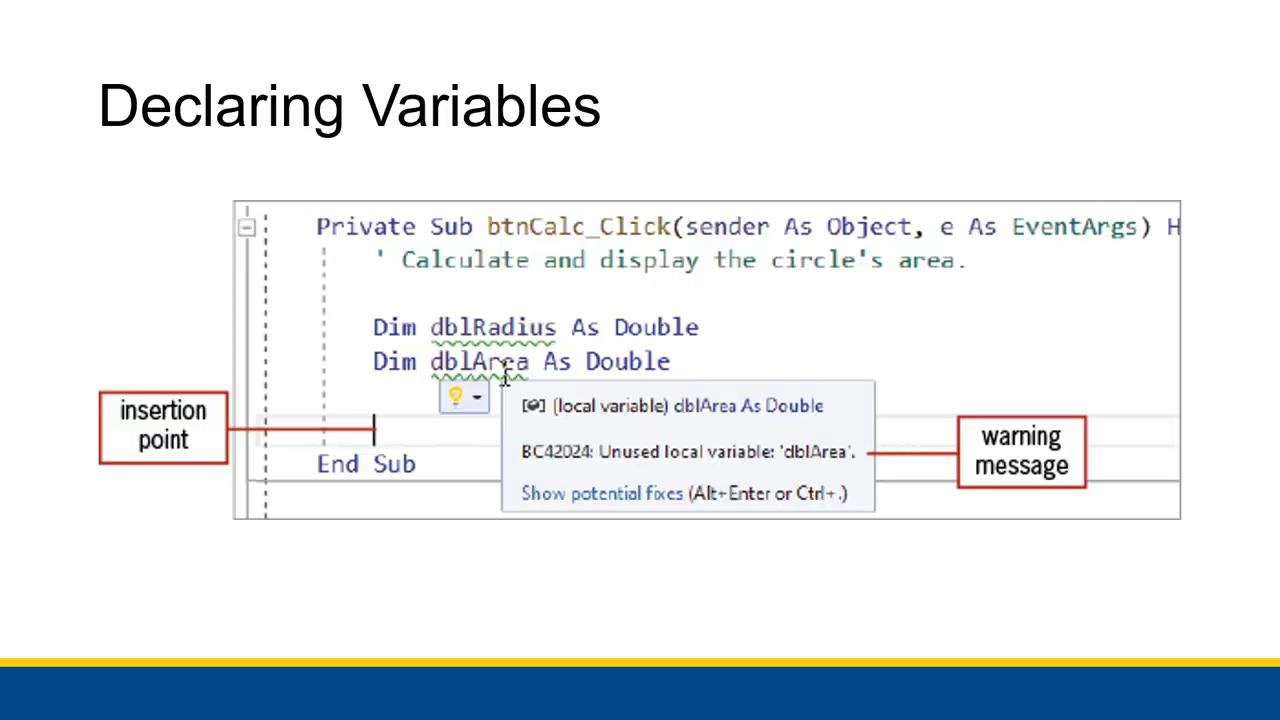 Declaring Variables
Private Sub btnCalc_Click(sender As Object, e As EventArgs) H
' Calculate and display the circle's area.
Dim dblRadius As Double
Dim dblArea As Double
insertion
point
(local variable) dblArea As Double
BC42024: Unused local variable: 'dblArea'.
Show potential fixes (Alt+Enter or Ctrl+.)
warning
message
End Sub